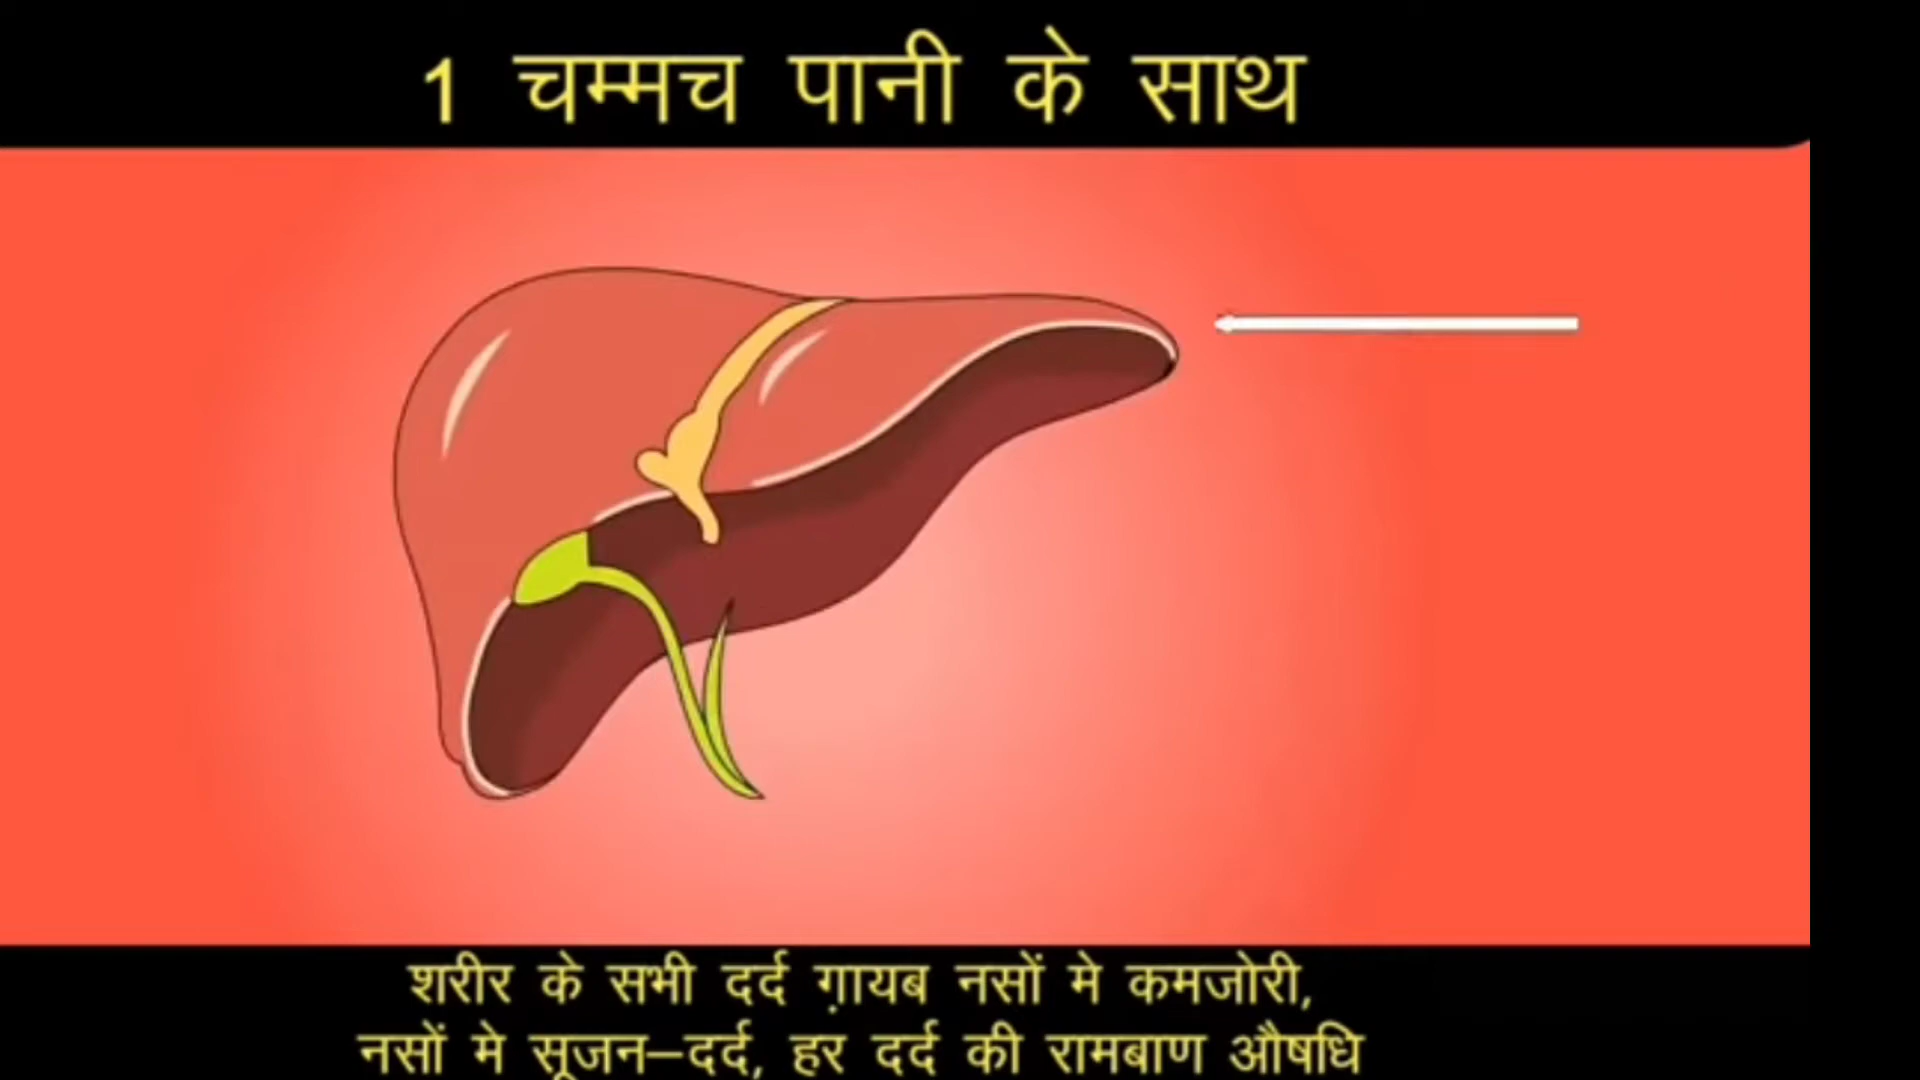 1 चम्मच पानी के साथ
शरीर के सभी दर्द ग़ायब नसों मे कमजोरी,
नसों मे सूजन–दर्द, हर दर्द की रामबाण औषधि